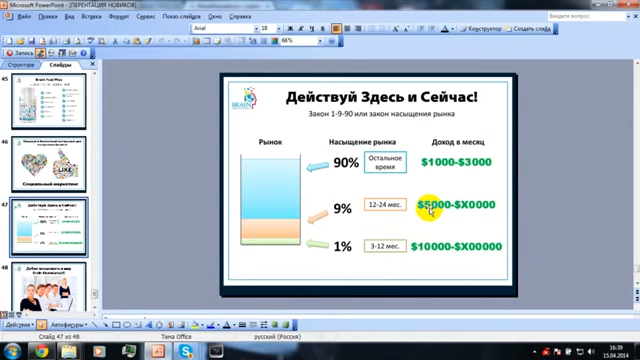 Microsoft PowerPoint - [ПЕРЕНТАЦИЯ НОВИКОВ]
Файл Правка Вид Вставка Формат Сервис Показ слайдов Окно Справка
Введите вопрос
Arial 18
Конструктор Создать слайд
Запись 66%
Структура Слайды
45
46
Социальный маркетинг
47
48
Действуй Здесь и Сейчас!
Закон 1-9-90 или закон насыщения рынка
BRAIN
Рынок Насыщение рынка Доход в месяц
90% Остальное время $1000-$3000
9% 12-24 мес. $5000-$X0000
1% 3-12 мес. $10000-$X00000
Действия Автофигуры
Слайд 47 из 48 Тема Office русский (Россия)
16:39
15.04.2014